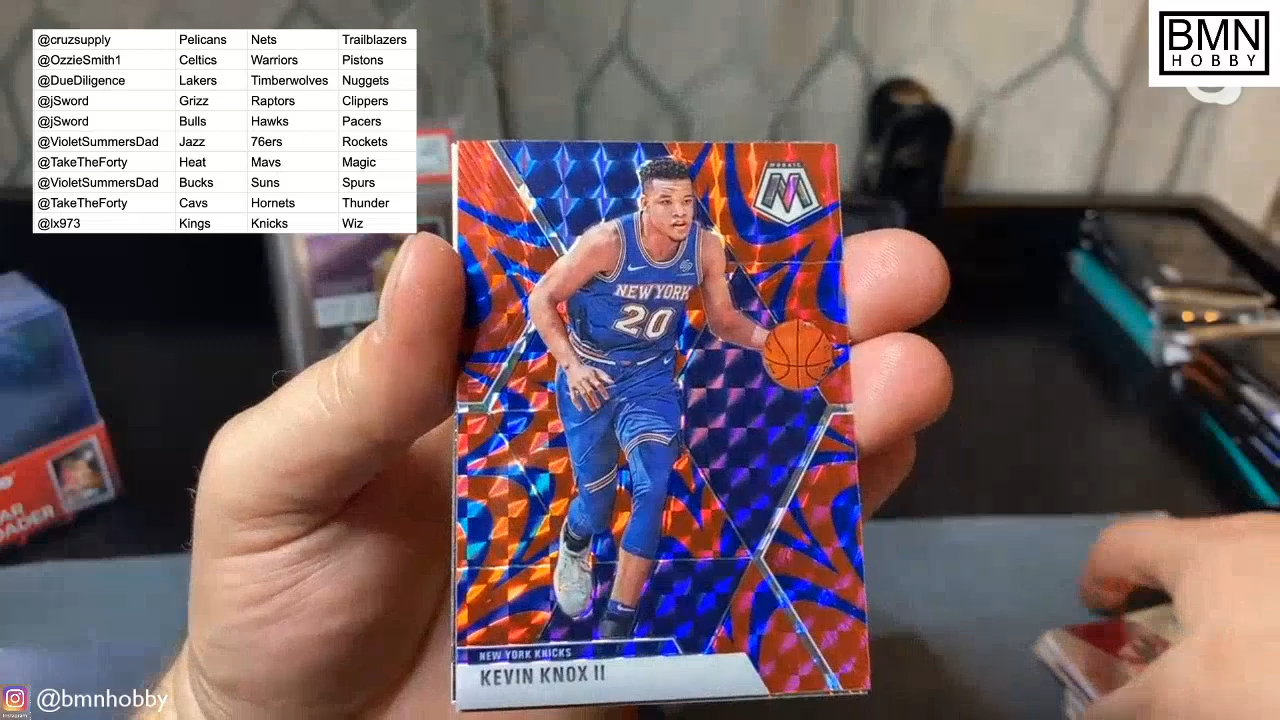 @cruzsupply Pelicans Nets Trailblazers
@OzzieSmith1 Celtics Warriors Pistons
@DueDiligence Lakers Timberwolves Nuggets
@jSword Grizz Raptors Clippers
@jSword Bulls Hawks Pacers
@VioletSummersDad Jazz 76ers Rockets
@TakeTheForty Heat Mavs Magic
@VioletSummersDad Bucks Suns Spurs
@TakeTheForty Cavs Hornets Thunder
@lx973 Kings Knicks Wiz
BMN
HOBBY
MOSAIC
NEW YORK
20
NEW YORK KNICKS
KEVIN KNOX II
@bmnhobby
Instagram